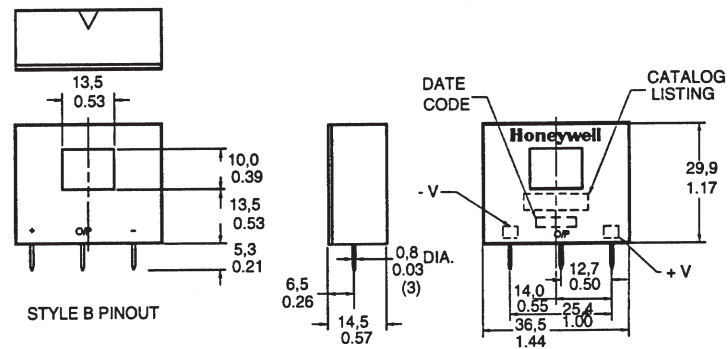 13,5
0.53
10,0
0.39
13,5
0.53
+
O/P
-
5,3
0.21
STYLE B PINOUT
6,5
0.26
14,5
0.57
0,8
0.03
DIA.
(3)
DATE
CODE
CATALOG
LISTING
Honeywell
29,9
1.17
- V
O/P
+ V
12,7
0.50
14,0
0.55
25,4
1.00
36,5
1.44